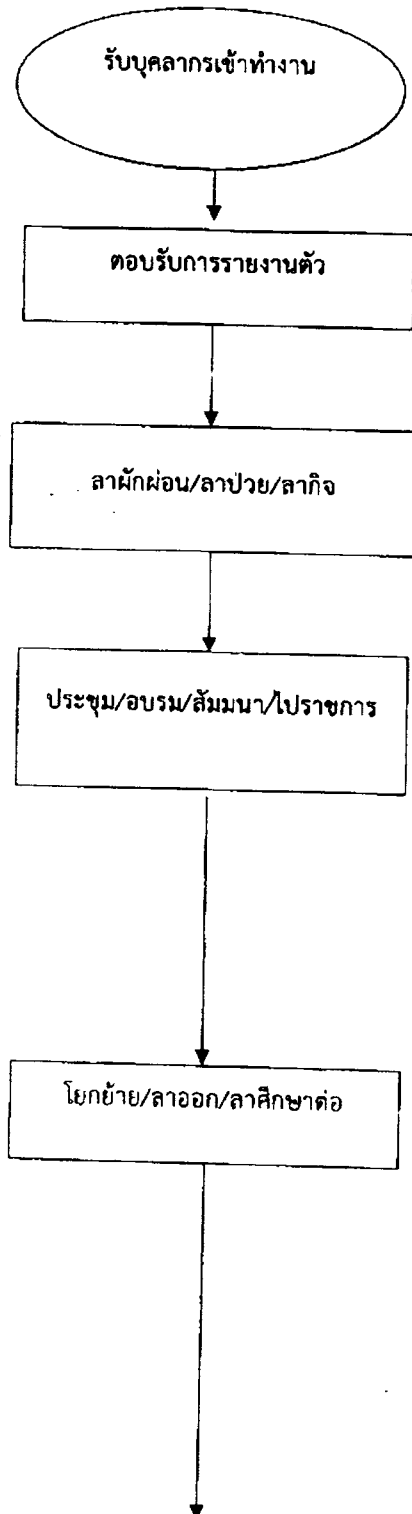 รับบุคลากรเข้าทำงาน
ตอบรับการรายงานตัว
ลาผักผ่อน/ลาป่วย/ลากิจ
ประชุม/อบรม/สัมมนา/ไปราชการ
โยกย้าย/ลาออก/ลาศึกษาต่อ